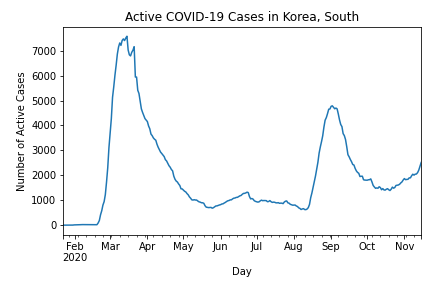 Active COVID-19 Cases in Korea, South
Number of Active Cases
7000
6000
5000
4000
3000
2000
1000
0
Feb Mar Apr May Jun Jul Aug Sep Oct Nov
2020
Day